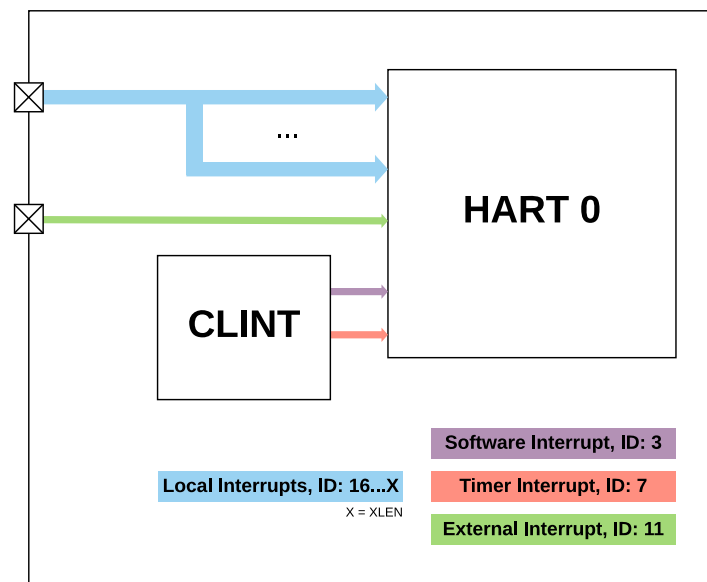 ...
HART 0
CLINT
Software Interrupt, ID: 3
Local Interrupts, ID: 16...X
Timer Interrupt, ID: 7
X = XLEN
External Interrupt, ID: 11